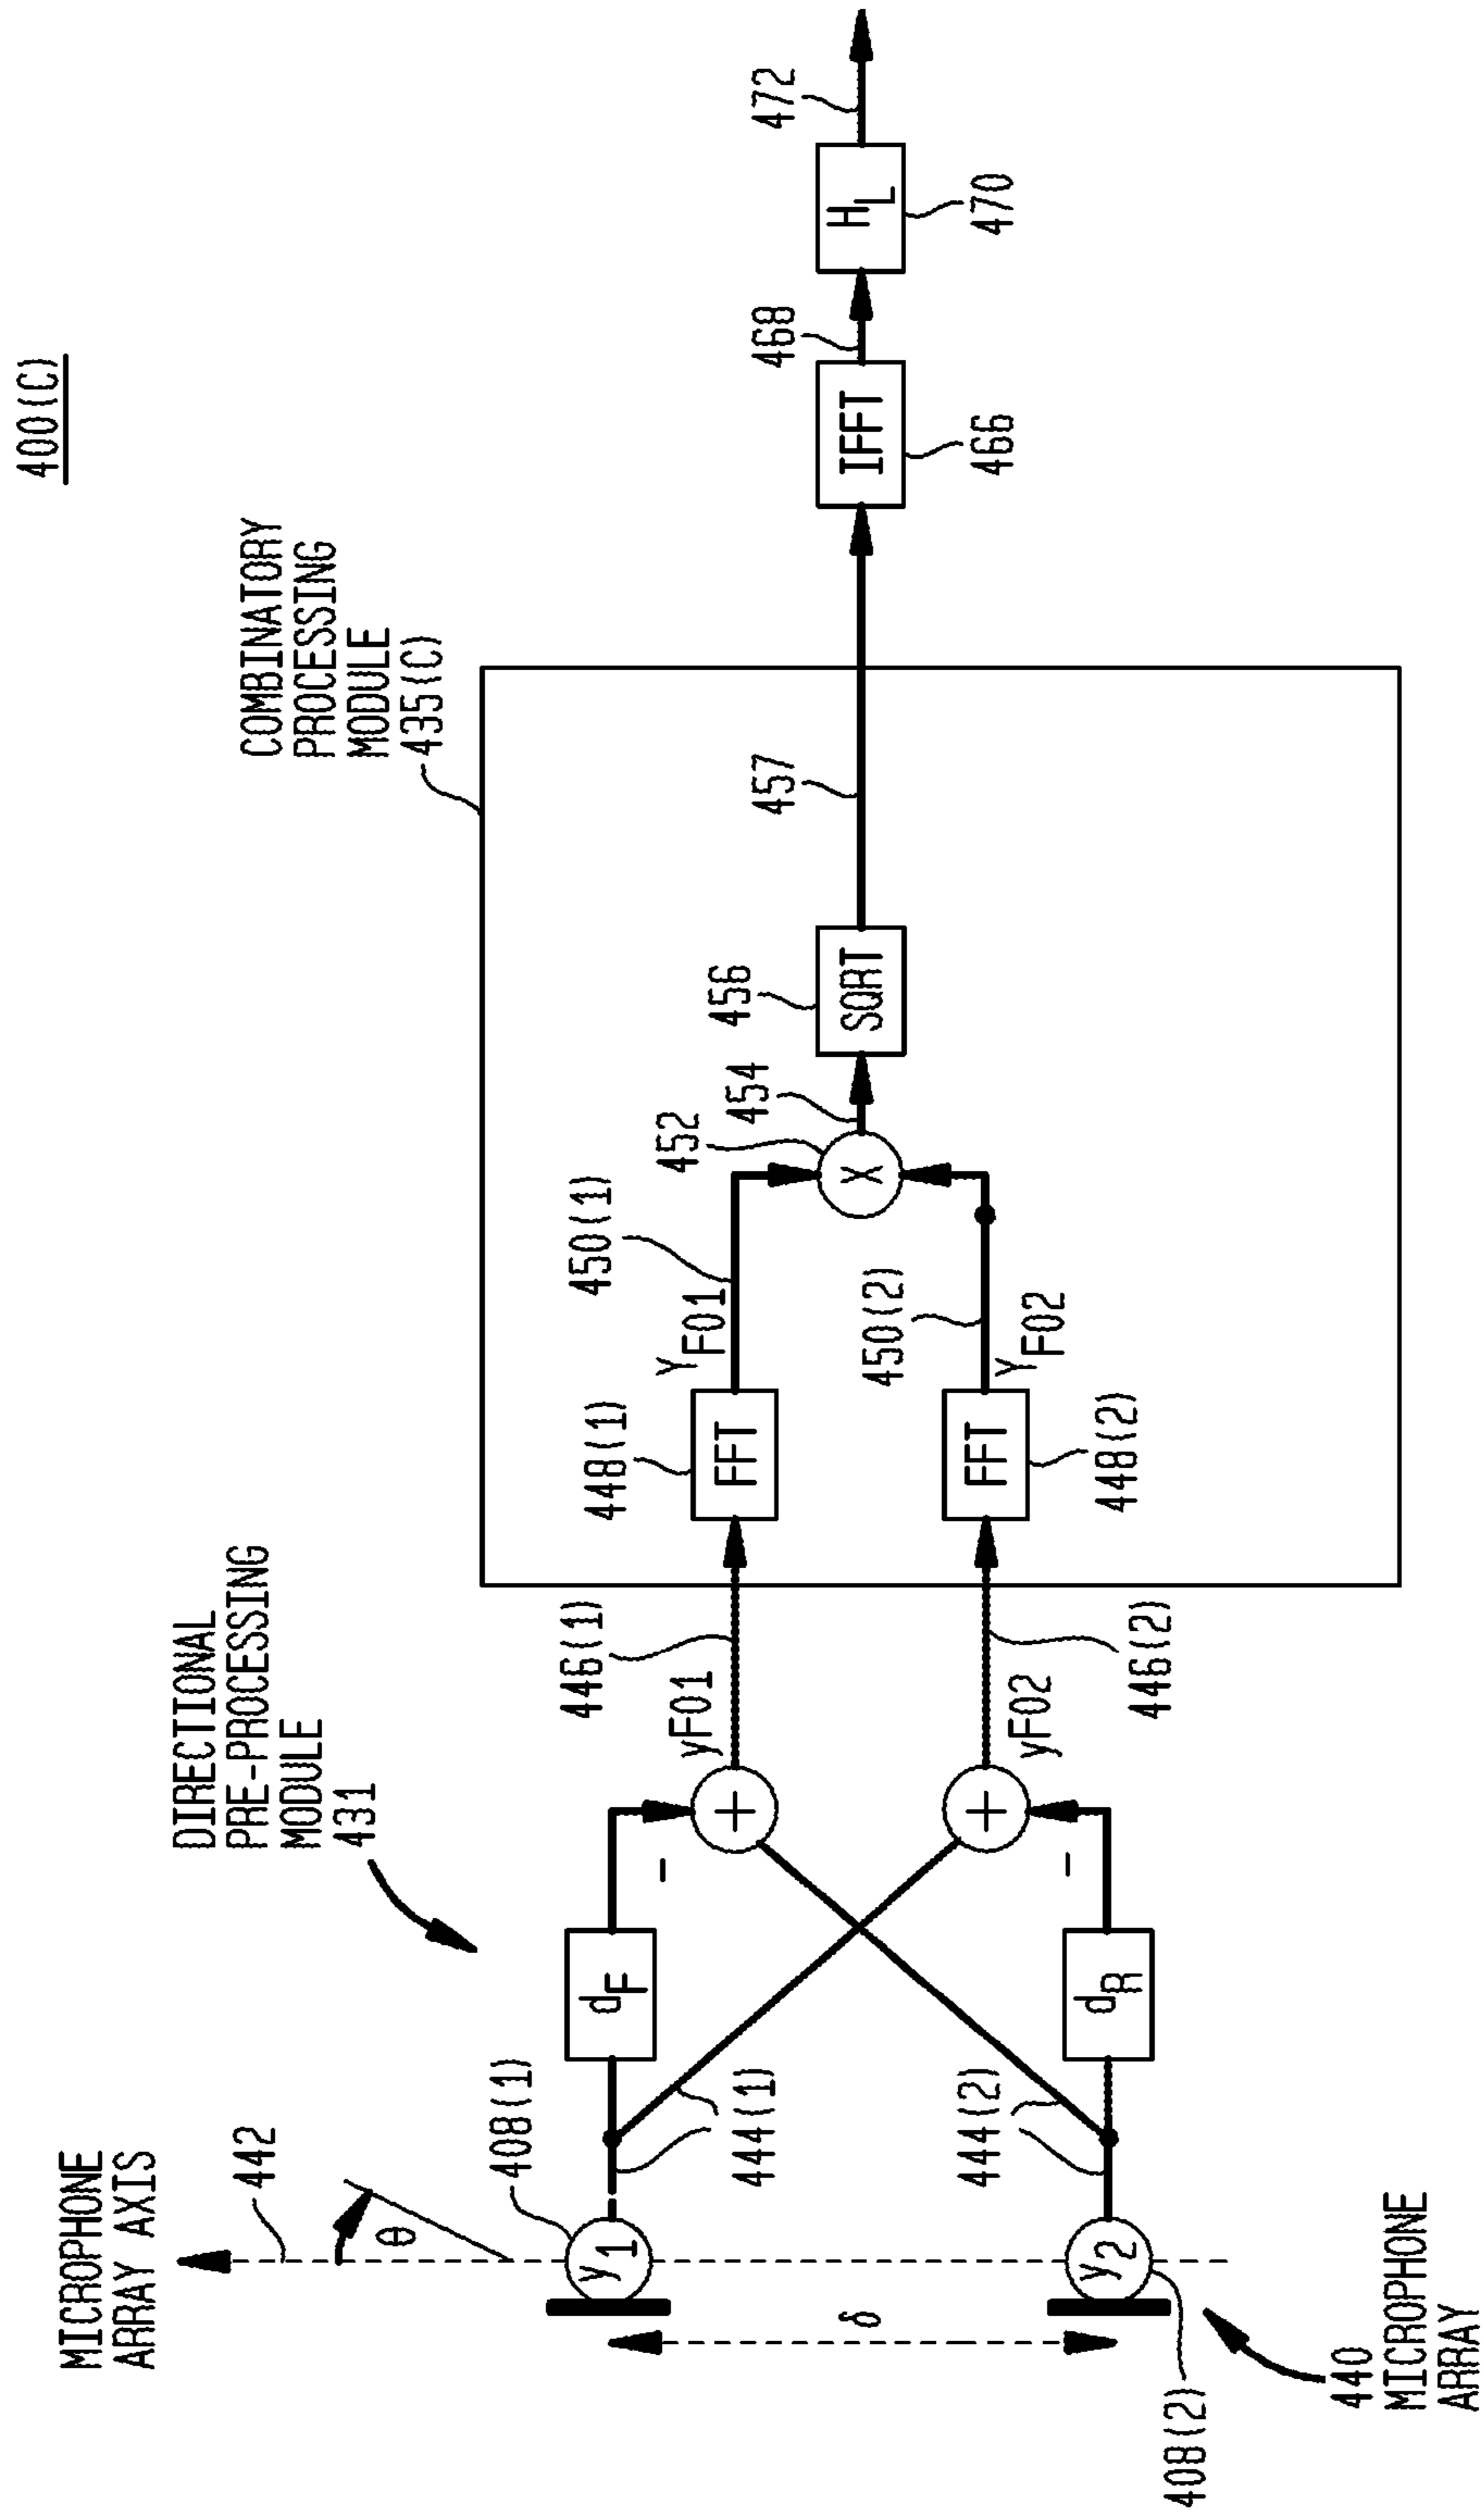 400(C)
MICROPHONE
ARRAY AXIS
442
θ
DIRECTIONAL
PRE-PROCESSING
MODULE
431
COMBINATORY
PROCESSING
MODULE
435(C)
408(1)
y1
444(1)
dF
−
+
yF01
446(1)
448(1)
FFT
YF01
450(1)
452
X
454
456
SQRT
457
IFFT
466
468
HL
470
472
δ
408(2)
y2
444(2)
dR
−
+
yF02
446(2)
448(2)
FFT
YF02
450(2)
440
MICROPHONE
ARRAY